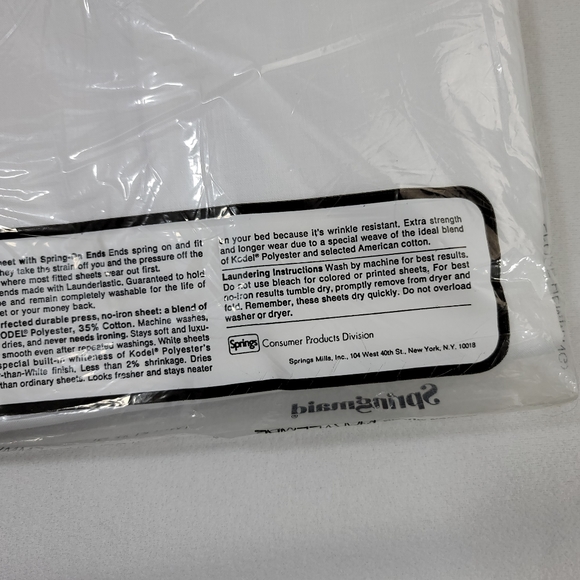 heet with Spring-On Ends Ends spring on and fit
hey take the strain off you and the pressure off the
where most fitted sheets wear out first.
ends made with Launderlastic. Guaranteed to hold
pe and remain completely washable for the life of
et or your money back.
rfected durable press, no-iron sheet: a blend of
ODEL® Polyester, 35% Cotton. Machine washes,
dries, and never needs ironing. Stays soft and luxu-
smooth even after repeated washings. White sheets
special built-in whiteness of Kodel® Polyester's
r-than-White finish. Less than 2% shrinkage. Dries
than ordinary sheets. Looks fresher and stays neater
on your bed because it's wrinkle resistant. Extra strength
and longer wear due to a special weave of the ideal blend
of Kodel® Polyester and selected American cotton.
Laundering Instructions Wash by machine for best results.
Do not use bleach for colored or printed sheets, For best
no-iron results tumble dry, promptly remove from dryer and
fold. Remember, these sheets dry quickly. Do not overload
washer or dryer.
Springs Consumer Products Division
Springs Mills, Inc., 104 West 40th St., New York, N.Y. 10018
Springmaid